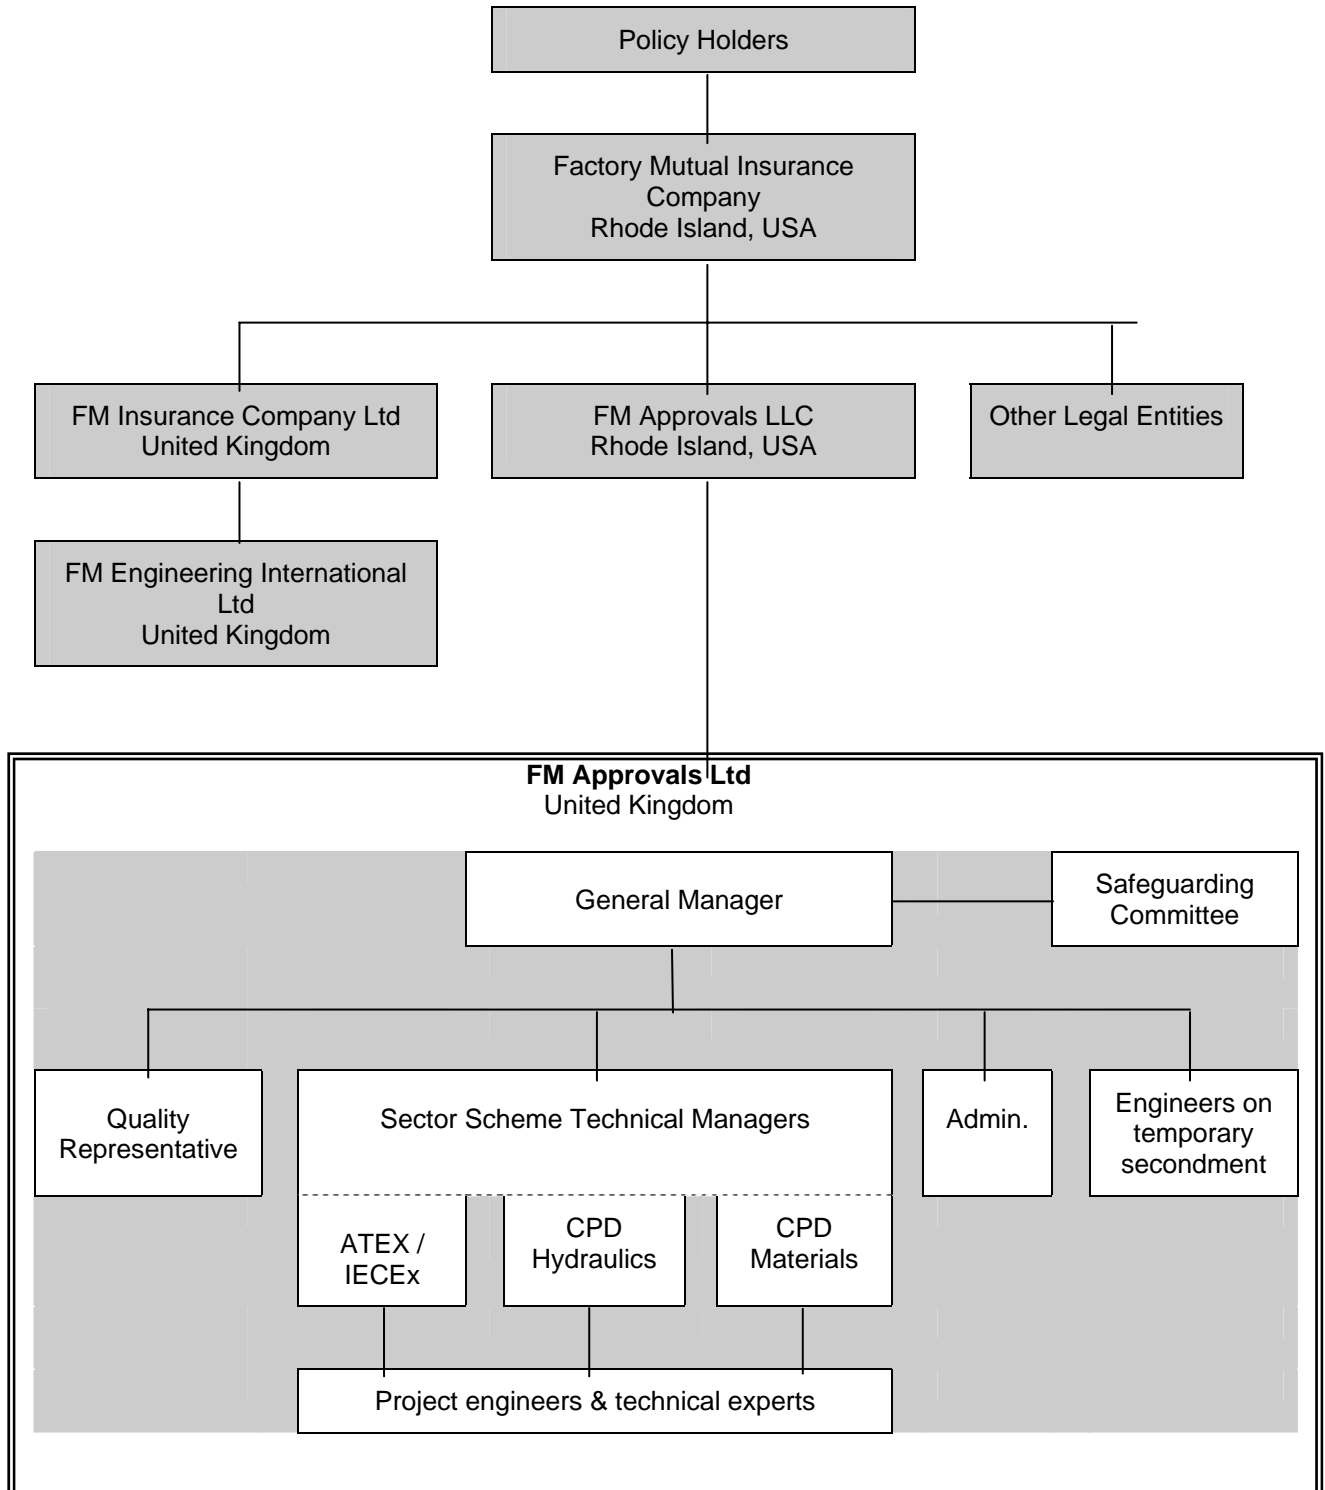 Policy Holders
Factory Mutual Insurance
Company
Rhode Island, USA
FM Insurance Company Ltd
United Kingdom
FM Approvals LLC
Rhode Island, USA
Other Legal Entities
FM Engineering International
Ltd
United Kingdom
FM Approvals Ltd
United Kingdom
General Manager
Safeguarding
Committee
Quality
Representative
Sector Scheme Technical Managers
Admin.
Engineers on
temporary
secondment
ATEX /
IECEx
CPD
Hydraulics
CPD
Materials
Project engineers & technical experts